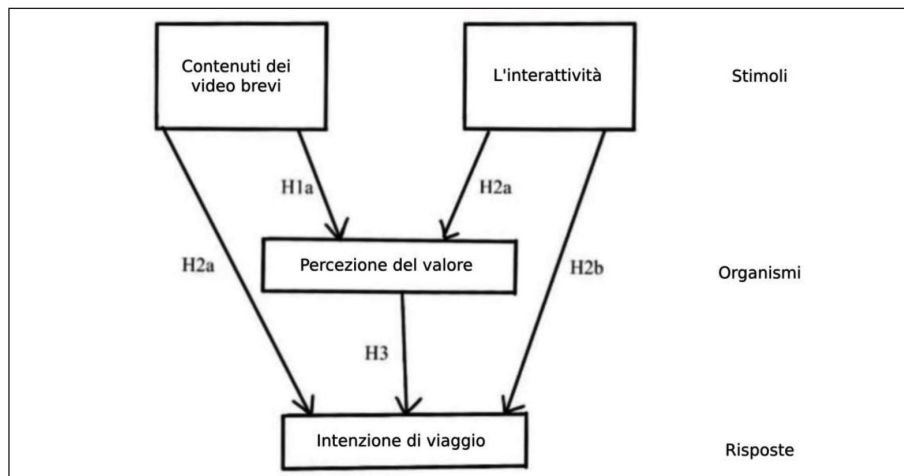 Contenuti dei
video brevi
L'interattività
Stimoli
H1a
H2a
Percezione del valore
H2a
H2b
Organismi
H3
Intenzione di viaggio
Risposte